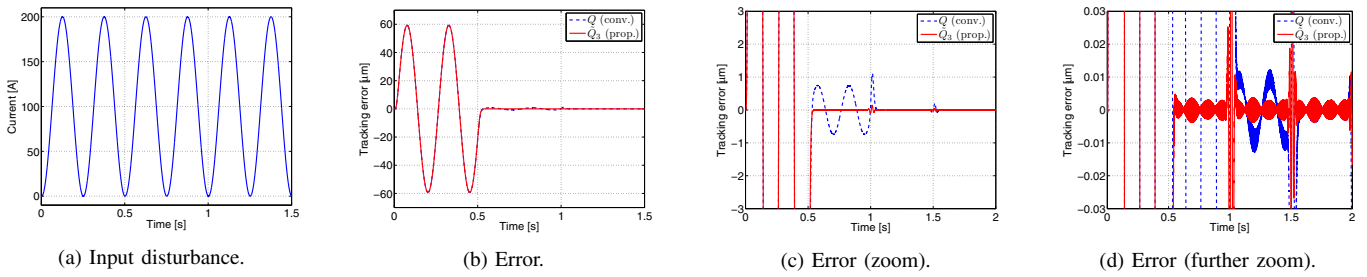 200
150
100
50
0
Current [A]
0
0.5
1
1.5
Time [s]
(a) Input disturbance.
60
40
20
0
−20
−40
−60
Tracking error [μm]
Q (conv.)
Q̃₃ (prop.)
0
0.5
1
1.5
Time [s]
(b) Error.
3
2
1
0
−1
−2
−3
Tracking error [μm]
Q (conv.)
Q̃₃ (prop.)
0
0.5
1
1.5
2
Time [s]
(c) Error (zoom).
0.03
0.02
0.01
0
−0.01
−0.02
−0.03
Tracking error [μm]
Q (conv.)
Q̃₃ (prop.)
0
0.5
1
1.5
2
Time [s]
(d) Error (further zoom).